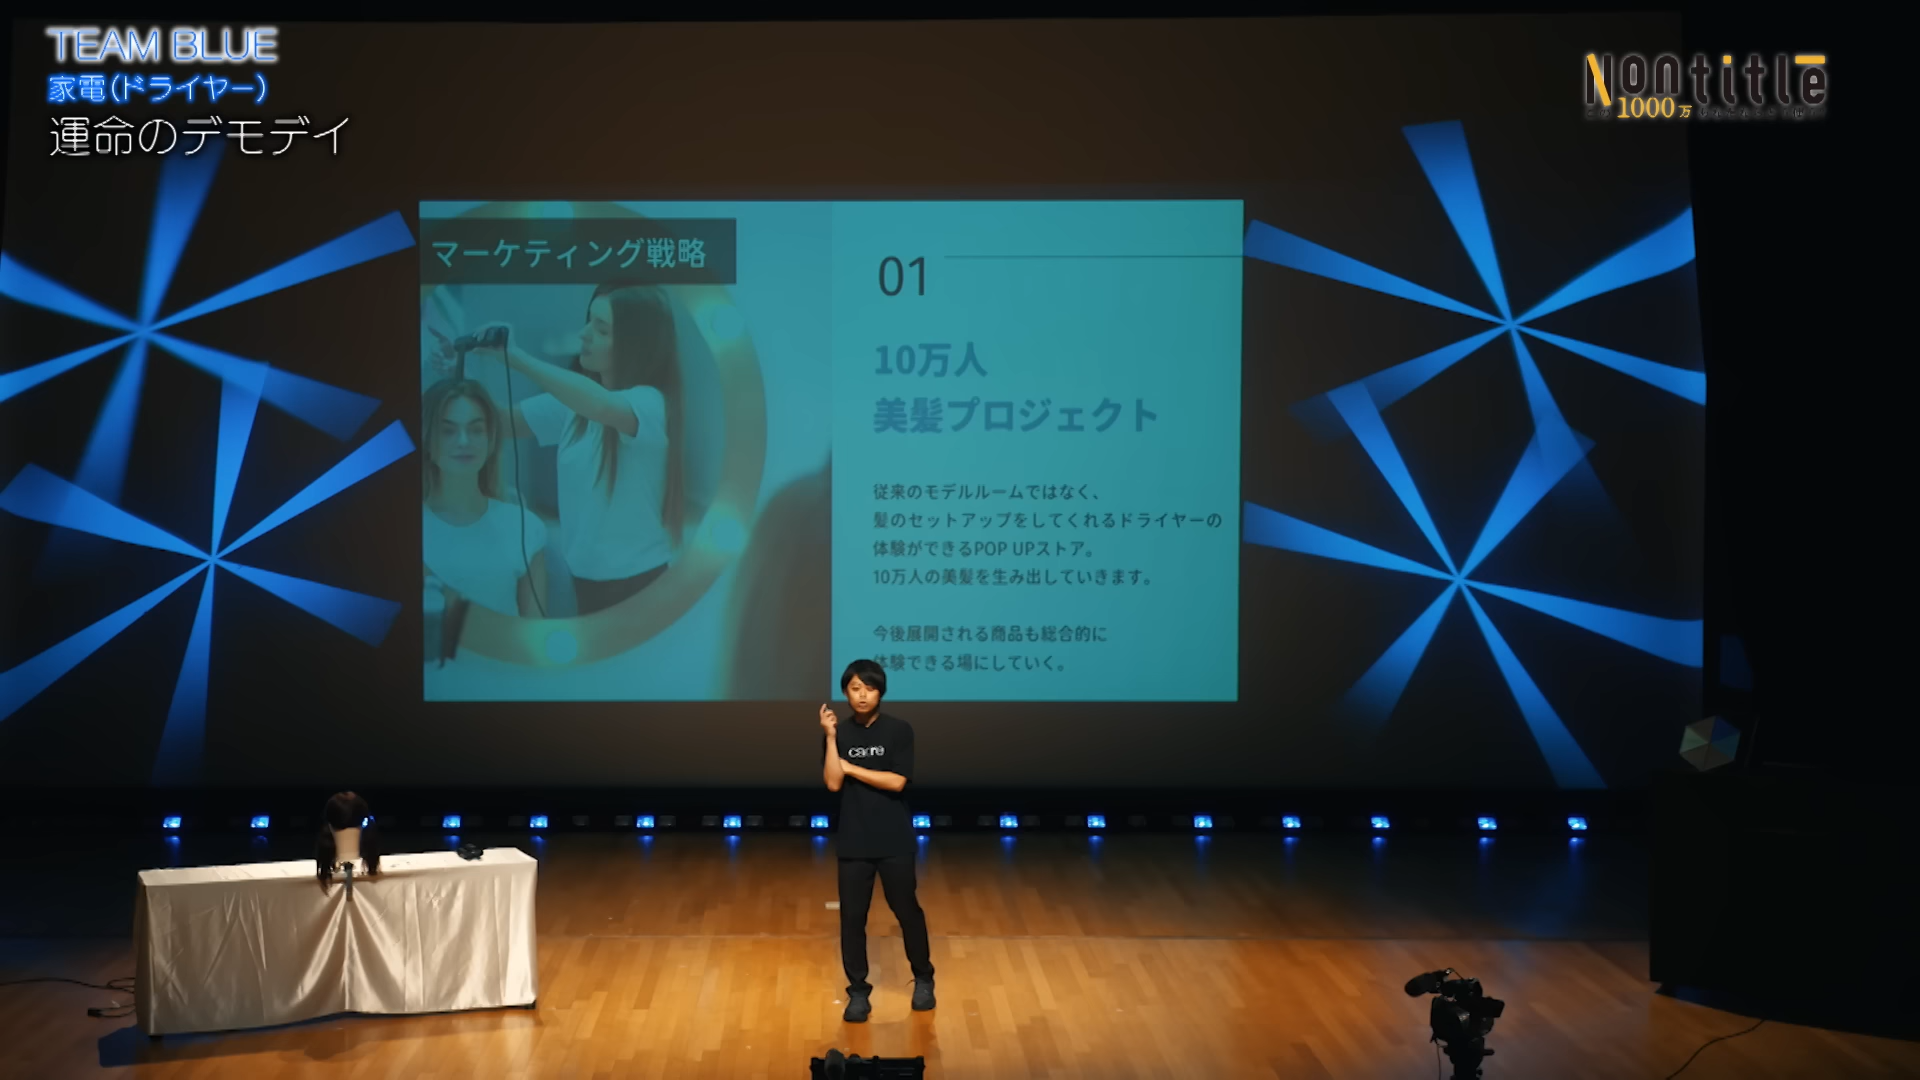 TEAM BLUE
家電(ドライヤー)
運命のデモデイ
Nontitle
1000万
マーケティング戦略
01
10万人
美髪プロジェクト
従来のモデルルームではなく、
髪のセットアップをしてくれるドライヤーの
体験ができるPOP UPストア。
10万人の美髪を生み出していきます。
今後展開される商品も総合的に
体験できる場にしていく。